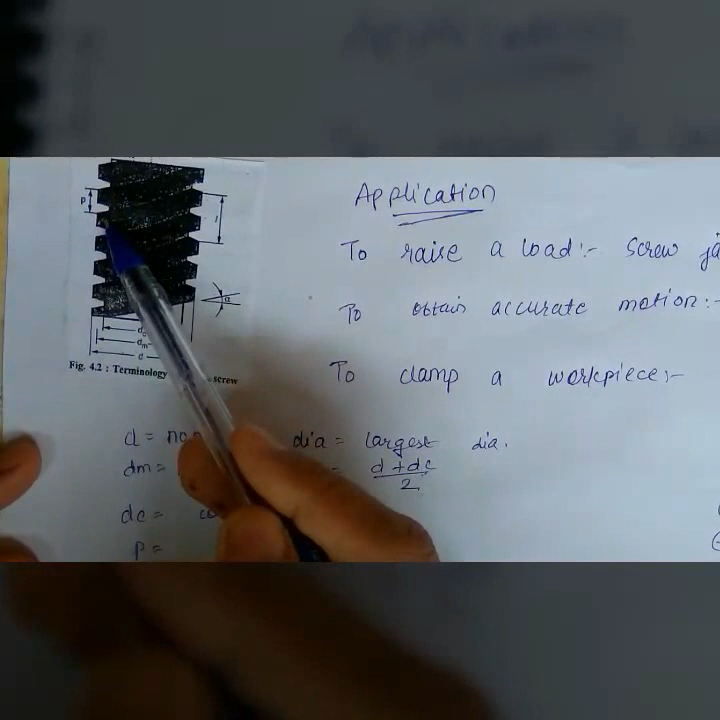 p
l
α
dm
d
Fig. 4.2 : Terminology screw
Application
To raise a load:- screw
To obtain accurate motion:-
To clamp a workpiece:-
d = dia = largest dia.
dm = = d + dc
2
dc =
p =